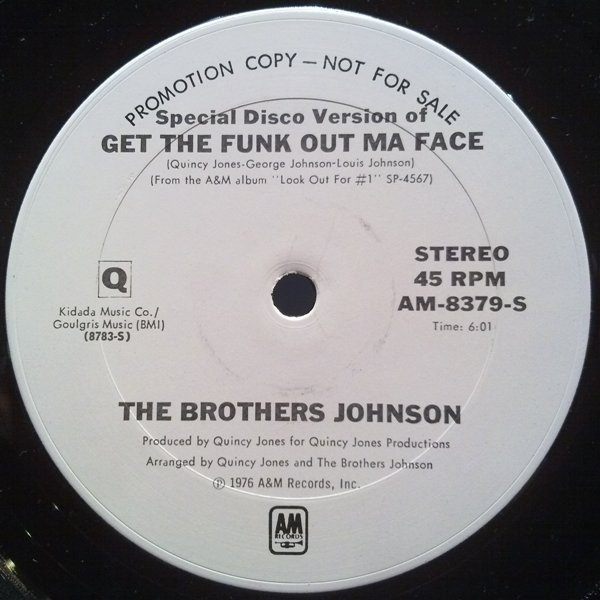 PROMOTION COPY — NOT FOR SALE
Special Disco Version of
GET THE FUNK OUT MA FACE
(Quincy Jones-George Johnson-Louis Johnson)
(From the A&M album "Look Out For #1" SP-4567)
Q
Kidada Music Co./
Goulgris Music (BMI)
(8783-S)
STEREO
45 RPM
AM-8379-S
Time: 6:01
THE BROTHERS JOHNSON
Produced by Quincy Jones for Quincy Jones Productions
Arranged by Quincy Jones and The Brothers Johnson
℗ 1976 A&M Records, Inc.
AM
RECORDS